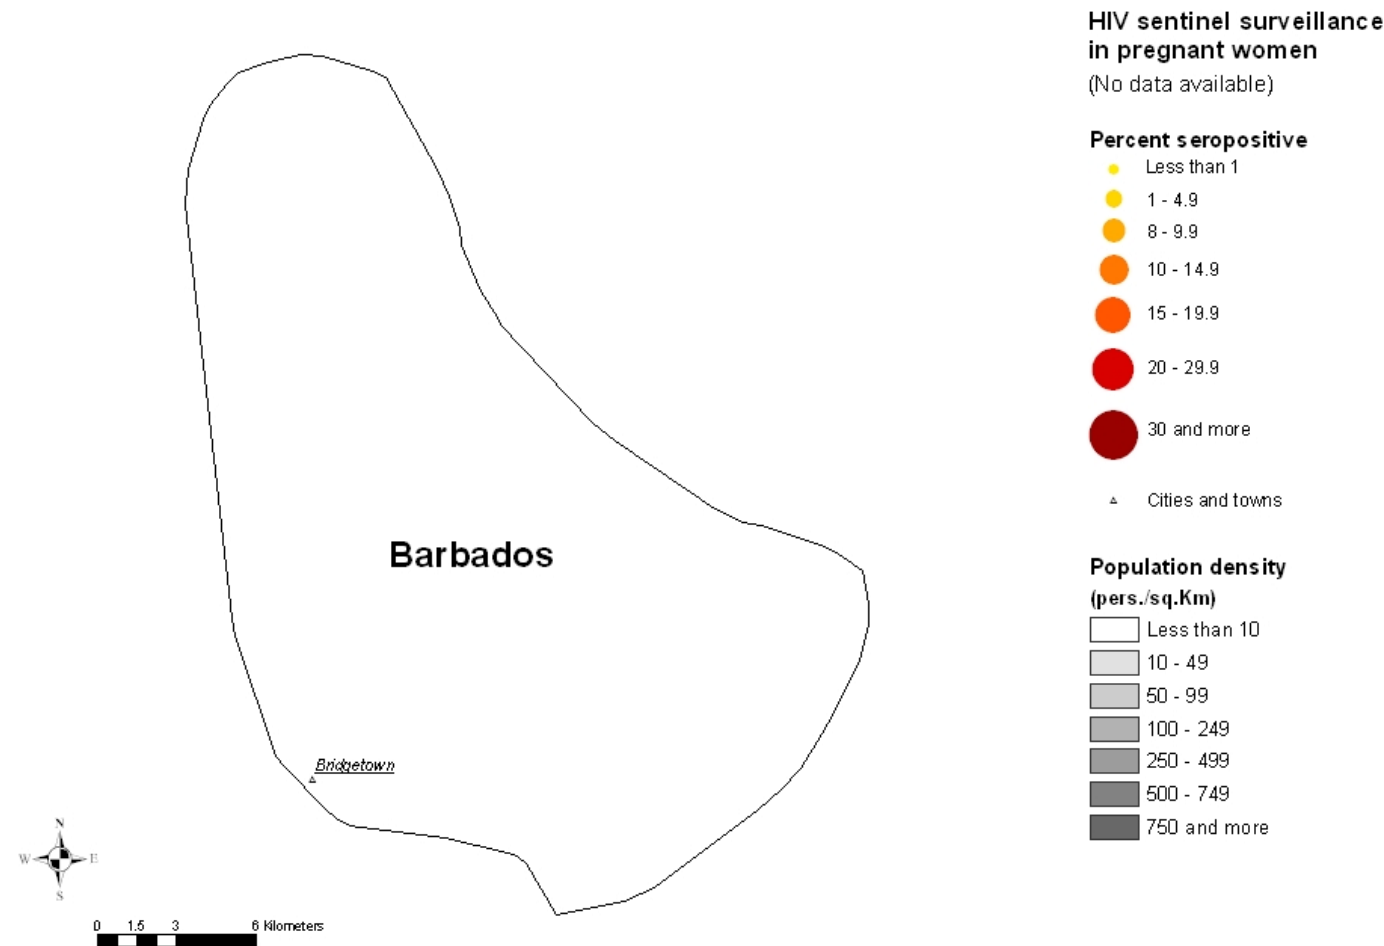 HIV sentinel surveillance
in pregnant women
(No data available)
Percent seropositive
Less than 1
1 - 4.9
8 - 9.9
10 - 14.9
15 - 19.9
20 - 29.9
30 and more
Cities and towns
Barbados
Population density
(pers./sq.Km)
Less than 10
10 - 49
50 - 99
100 - 249
250 - 499
500 - 749
750 and more
Bridgetown
N
W E
S
0 1.5 3 6 Kilometers